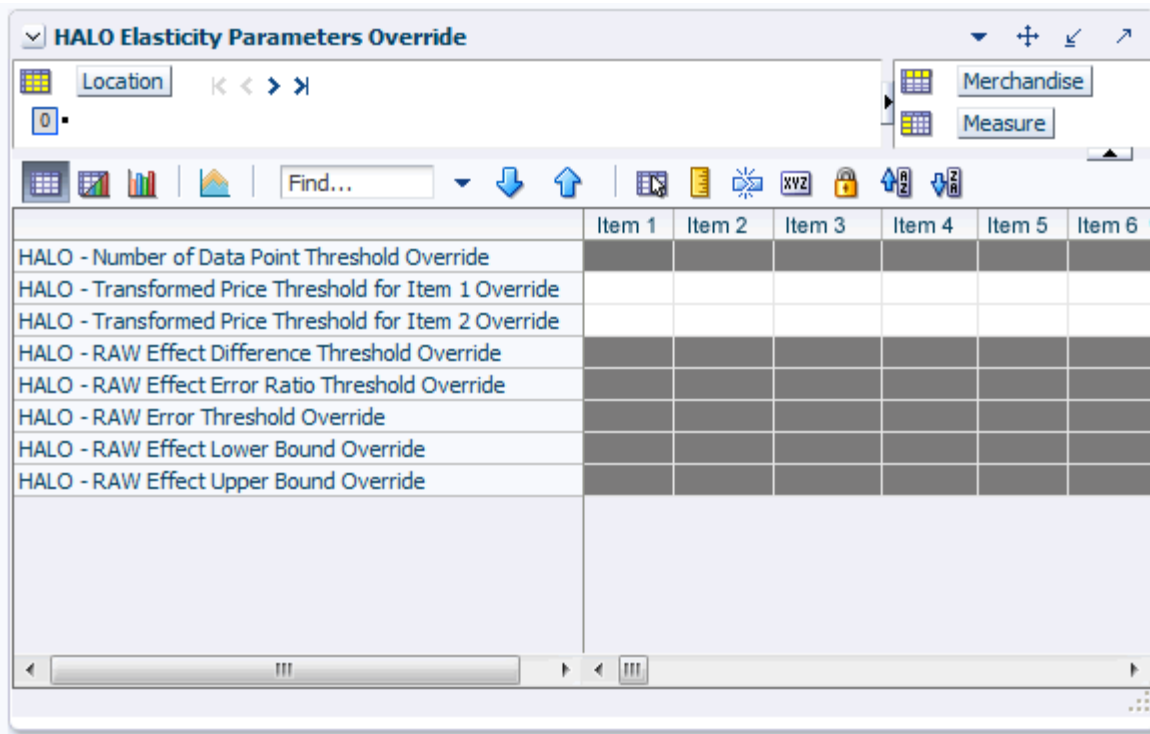 HALO Elasticity Parameters Override
Location
Merchandise
0
Measure
Find...
XYZ
A Z
Z A
Item 1 Item 2 Item 3 Item 4 Item 5 Item 6
HALO - Number of Data Point Threshold Override
HALO - Transformed Price Threshold for Item 1 Override
HALO - Transformed Price Threshold for Item 2 Override
HALO - RAW Effect Difference Threshold Override
HALO - RAW Effect Error Ratio Threshold Override
HALO - RAW Error Threshold Override
HALO - RAW Effect Lower Bound Override
HALO - RAW Effect Upper Bound Override